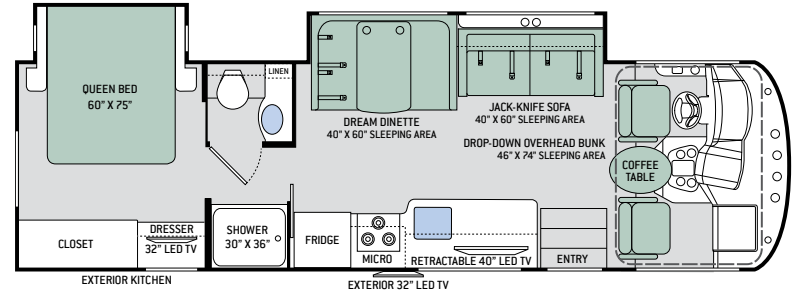 QUEEN BED
60" X 75"
LINEN
DREAM DINETTE
40" X 60" SLEEPING AREA
JACK-KNIFE SOFA
40" X 60" SLEEPING AREA
DROP-DOWN OVERHEAD BUNK
46" X 74" SLEEPING AREA
COFFEE
TABLE
CLOSET
DRESSER
32" LED TV
SHOWER
30" X 36"
FRIDGE
MICRO
RETRACTABLE 40" LED TV
ENTRY
EXTERIOR KITCHEN
EXTERIOR 32" LED TV